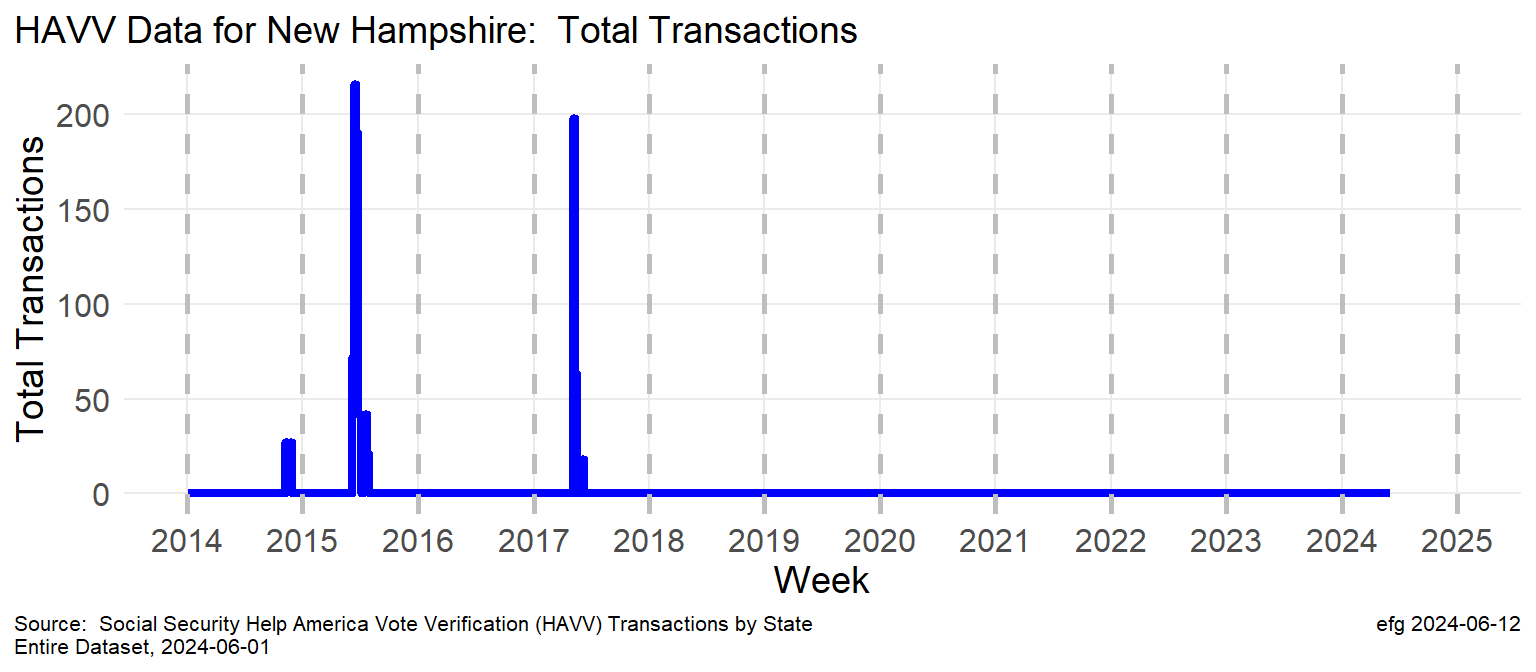 HAVV Data for New Hampshire:  Total Transactions
Total Transactions
200
150
100
50
0
2014 2015 2016 2017 2018 2019 2020 2021 2022 2023 2024 2025
Week
Source:  Social Security Help America Vote Verification (HAVV) Transactions by State
Entire Dataset, 2024-06-01
efg 2024-06-12